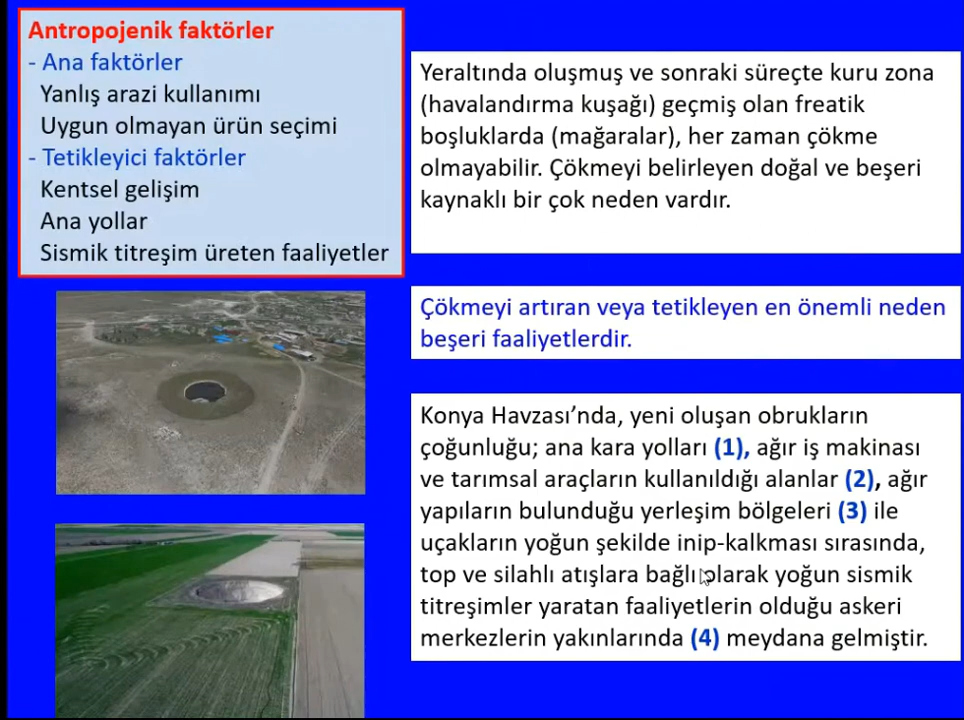 Antropojenik faktörler
- Ana faktörler
Yanlış arazi kullanımı
Uygun olmayan ürün seçimi
- Tetikleyici faktörler
Kentsel gelişim
Ana yollar
Sismik titreşim üreten faaliyetler
Yeraltında oluşmuş ve sonraki süreçte kuru zona
(havalandırma kuşağı) geçmiş olan freatik
boşluklarda (mağaralar), her zaman çökme
olmayabilir. Çökmeyi belirleyen doğal ve beşeri
kaynaklı bir çok neden vardır.
Çökmeyi artıran veya tetikleyen en önemli neden
beşeri faaliyetlerdir.
Konya Havzası’nda, yeni oluşan obrukların
çoğunluğu; ana kara yolları (1), ağır iş makinası
ve tarımsal araçların kullanıldığı alanlar (2), ağır
yapıların bulunduğu yerleşim bölgeleri (3) ile
uçakların yoğun şekilde inip-kalkması sırasında,
top ve silahlı atışlara bağlı olarak yoğun sismik
titreşimler yaratan faaliyetlerin olduğu askeri
merkezlerin yakınlarında (4) meydana gelmiştir.